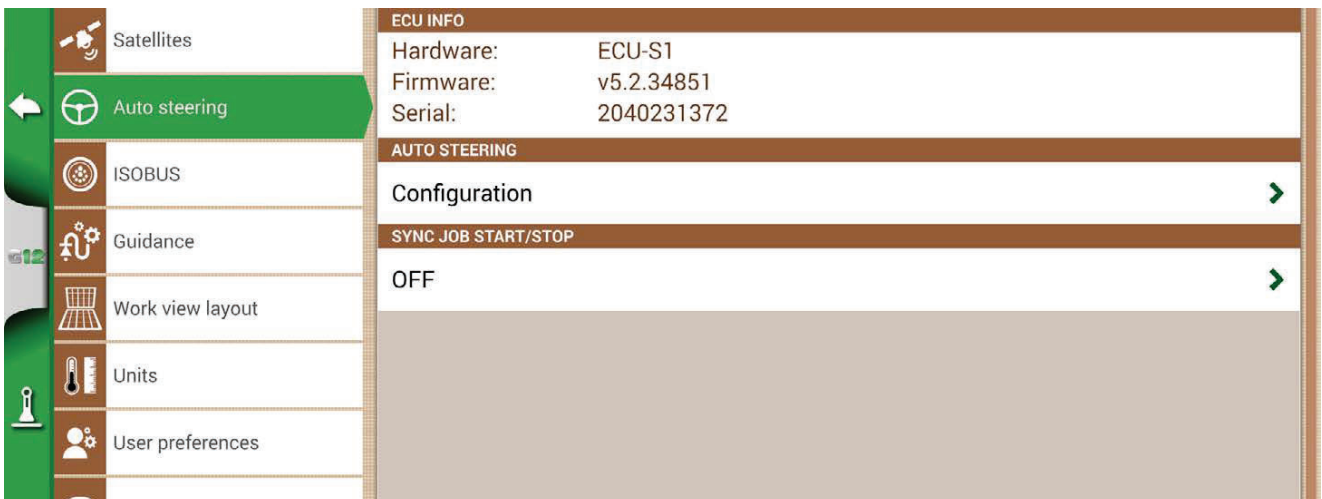 Satellites
Auto steering
ISOBUS
Guidance
Work view layout
Units
User preferences
G12
ECU INFO
Hardware: ECU-S1
Firmware: v5.2.34851
Serial: 2040231372
AUTO STEERING
Configuration
SYNC JOB START/STOP
OFF